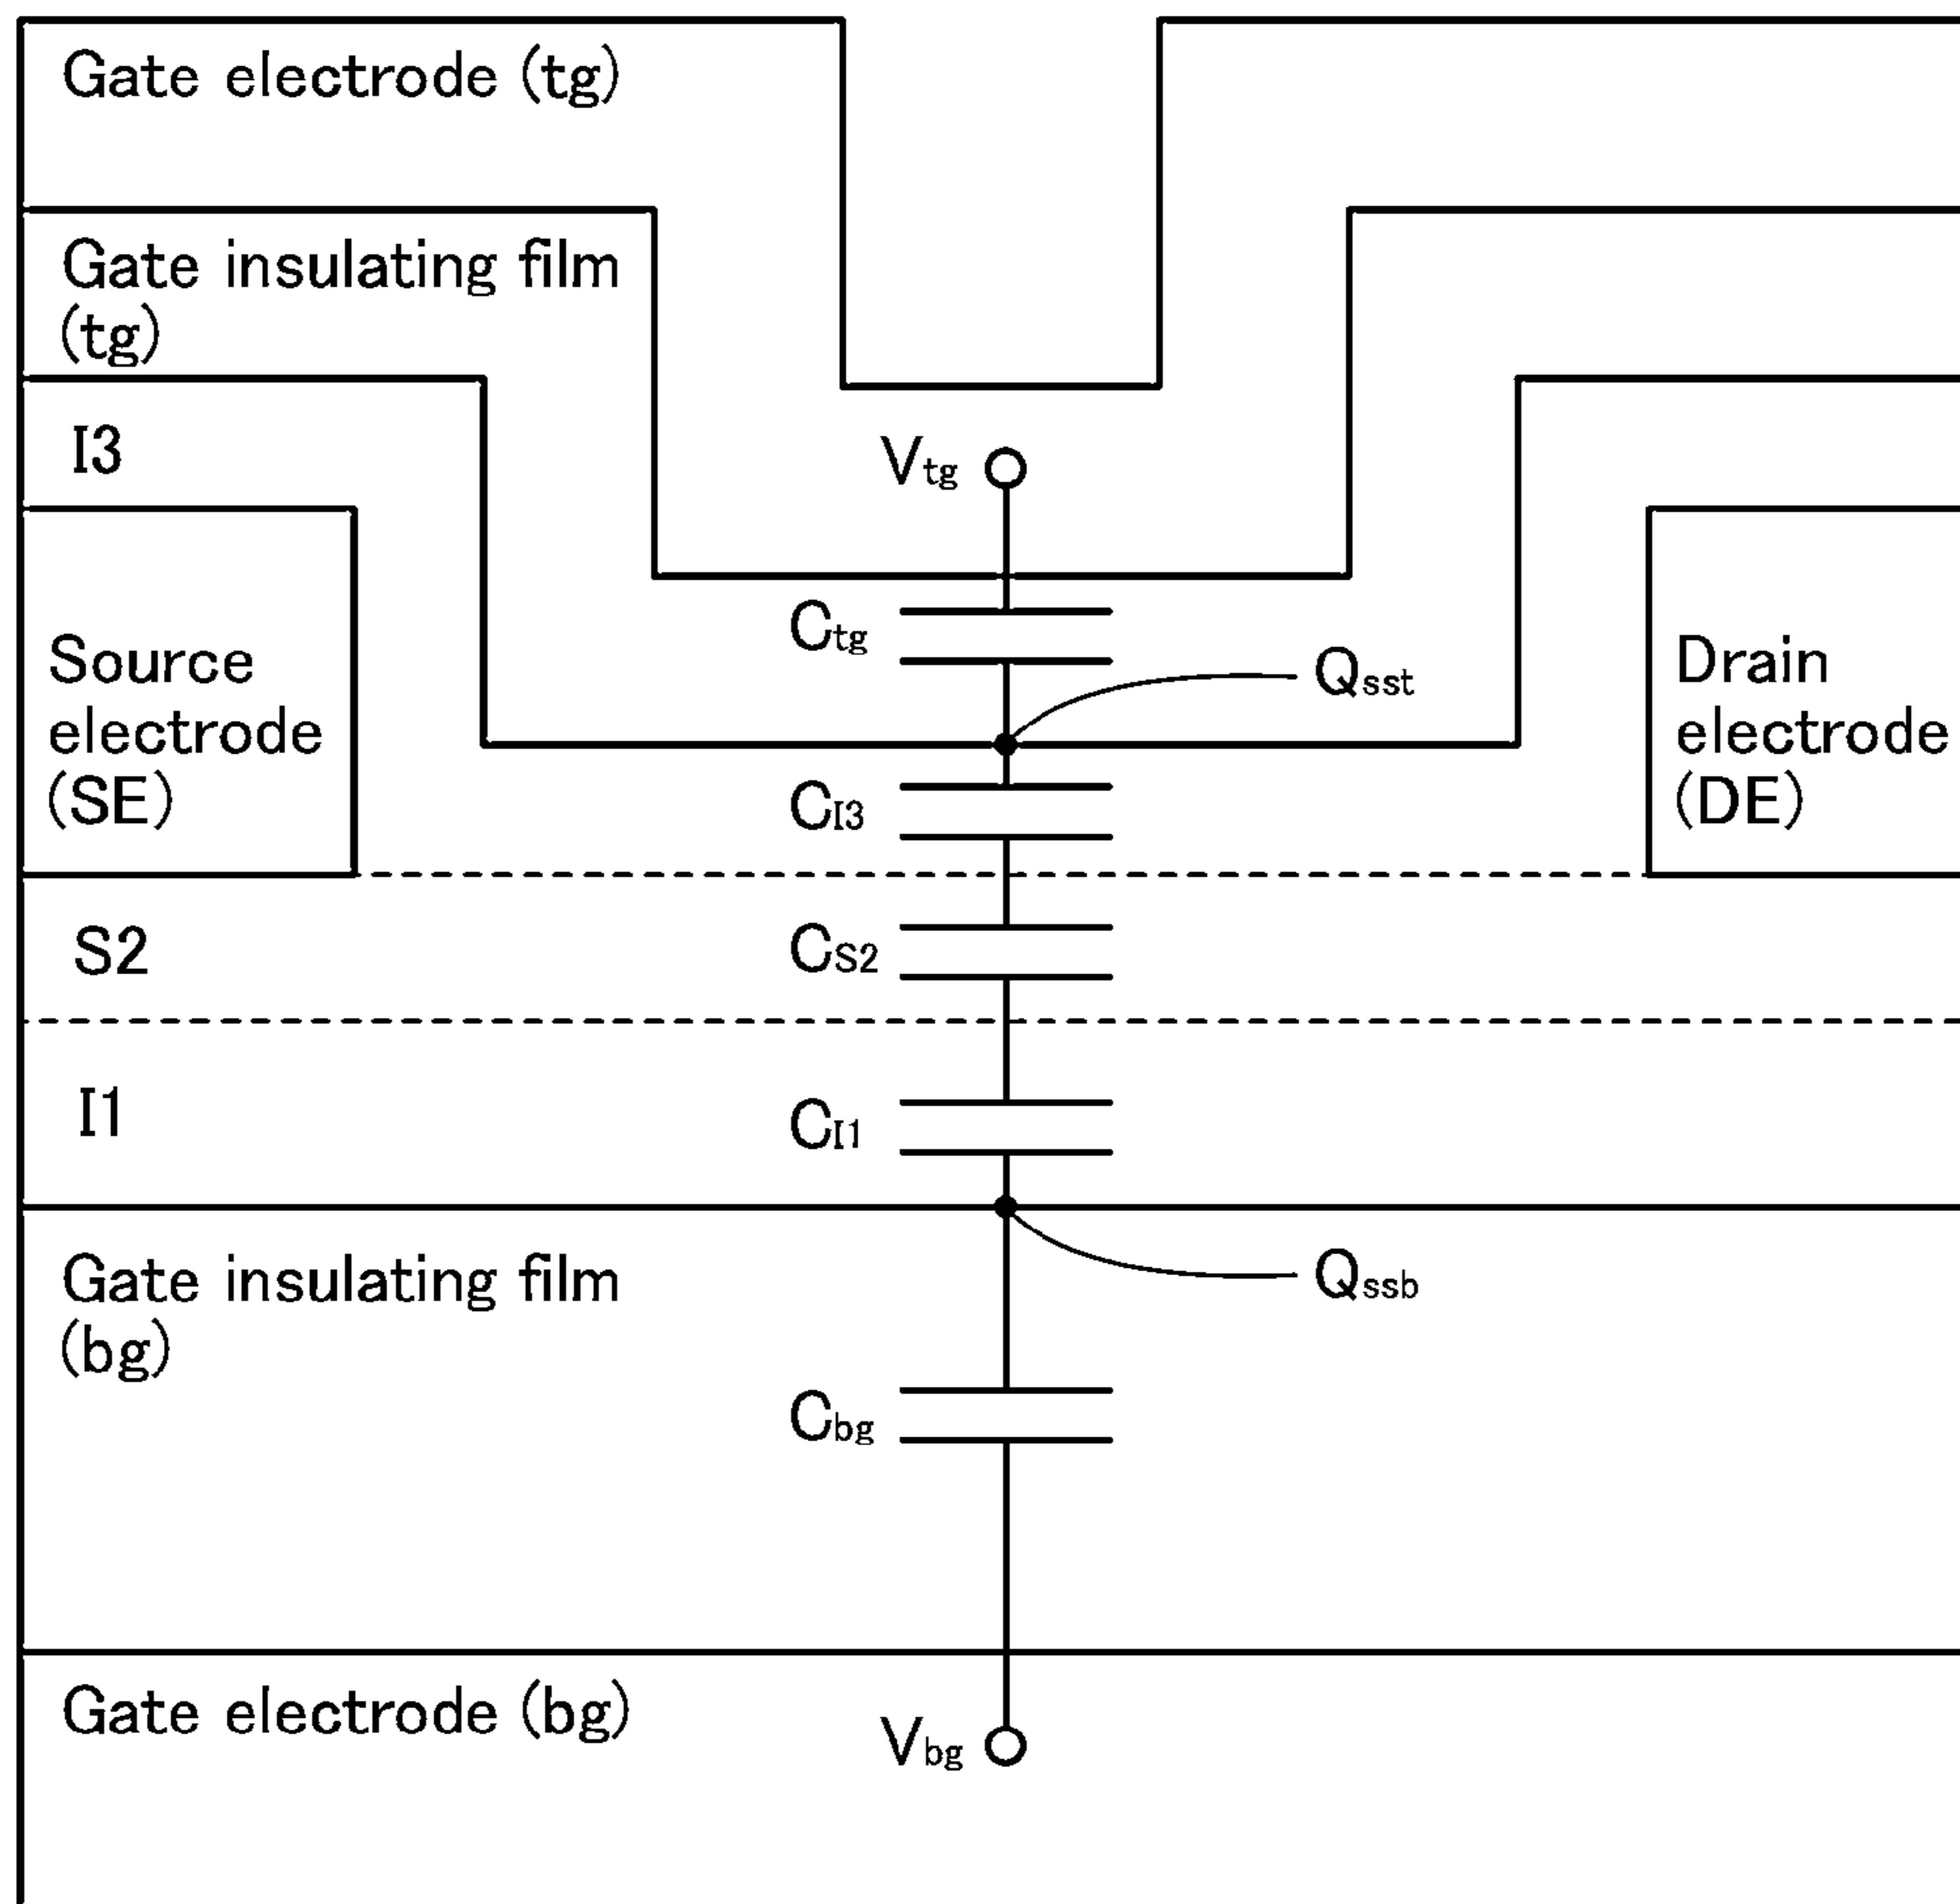 Gate electrode (tg)
Gate insulating film
(tg)
I3
Vtg
Ctg
Qsst
Source
electrode
(SE)
Drain
electrode
(DE)
CI3
S2
CS2
I1
CI1
Gate insulating film
(bg)
Qssb
Cbg
Gate electrode (bg)
Vbg